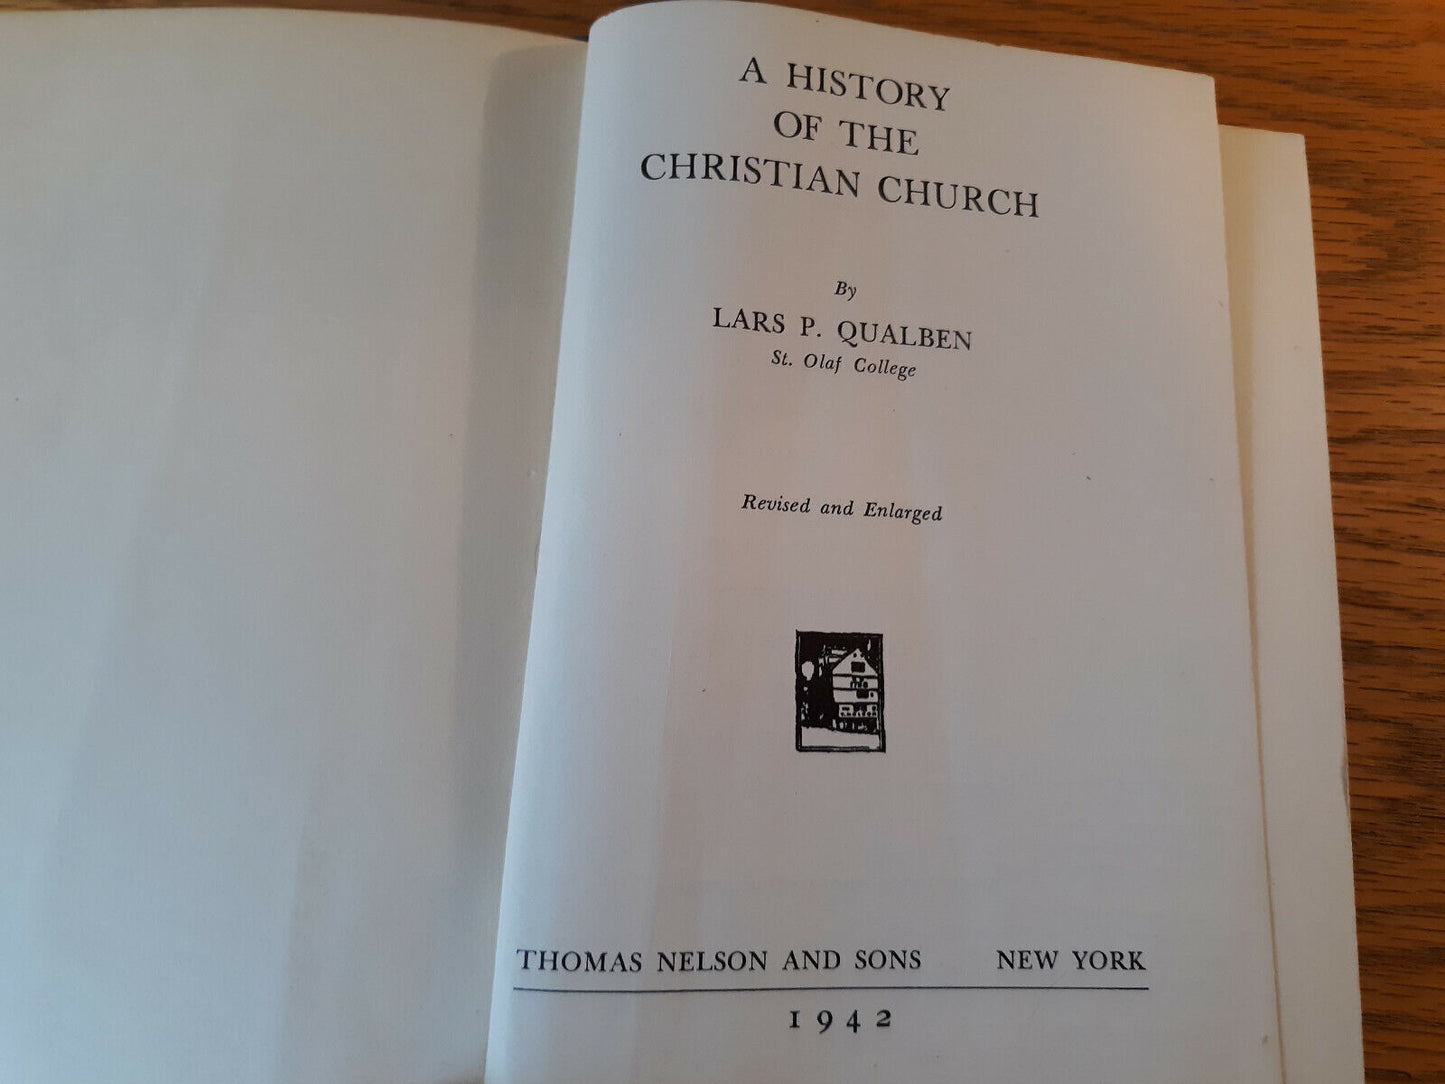 A HISTORY
OF THE
CHRISTIAN CHURCH
By
LARS P. QUALBEN
St. Olaf College
Revised and Enlarged
THOMAS NELSON AND SONS NEW YORK
1942